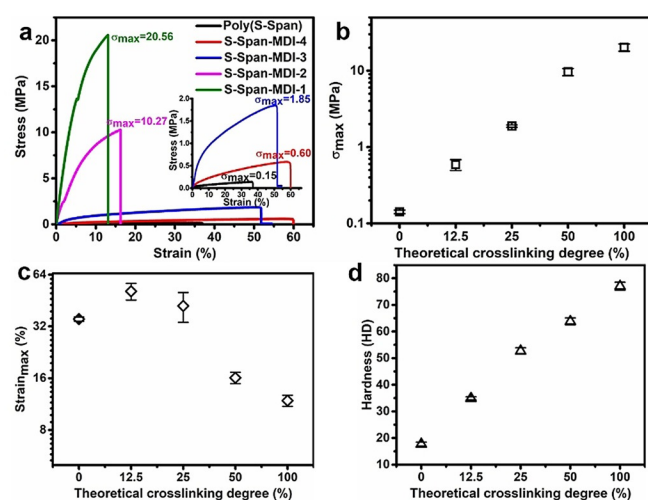 a
Poly(S-Span)
S-Span-MDI-4
S-Span-MDI-3
S-Span-MDI-2
S-Span-MDI-1
σmax=20.56
σmax=10.27
σmax=1.85
σmax=0.60
σmax=0.15
Stress (MPa)
20
15
10
5
0
0 10 20 30 40 50 60
Strain (%)
Stress (MPa)
2.0
1.5
1.0
0.5
0.0
0 10 20 30 40 50 60
Strain (%)
b
σmax (MPa)
10
1
0.1
0 12.5 25 50 100
Theoretical crosslinking degree (%)
c
Strainmax (%)
64
32
16
8
0 12.5 25 50 100
Theoretical crosslinking degree (%)
d
Hardness (HD)
80
70
60
50
40
30
20
10
0 12.5 25 50 100
Theoretical crosslinking degree (%)